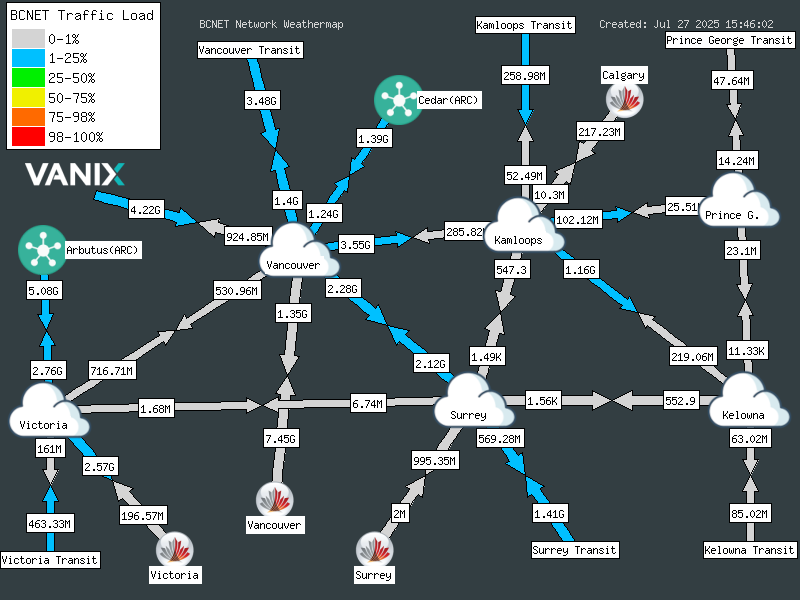 BCNET Traffic Load
0-1%
1-25%
25-50%
50-75%
75-98%
98-100%
BCNET Network Weathermap
Created: Jul 27 2025 15:46:02
Kamloops Transit
Prince George Transit
Vancouver Transit
258.98M
Calgary
47.64M
3.48G
Cedar(ARC)
217.23M
1.39G
VANIX
52.49M
14.24M
10.3M
4.22G
1.4G
1.24G
102.12M
25.51
Prince G.
924.85M
3.55G
285.82
Kamloops
Arbutus(ARC)
Vancouver
547.3
1.16G
23.1M
5.08G
530.96M
2.28G
1.35G
2.76G
716.71M
2.12G
1.49K
219.06M
11.33K
1.68M
6.74M
1.56K
552.9
Victoria
Surrey
Kelowna
161M
7.45G
569.28M
63.02M
2.57G
995.35M
463.33M
196.57M
2M
1.41G
85.02M
Vancouver
Victoria Transit
Victoria
Surrey
Surrey Transit
Kelowna Transit